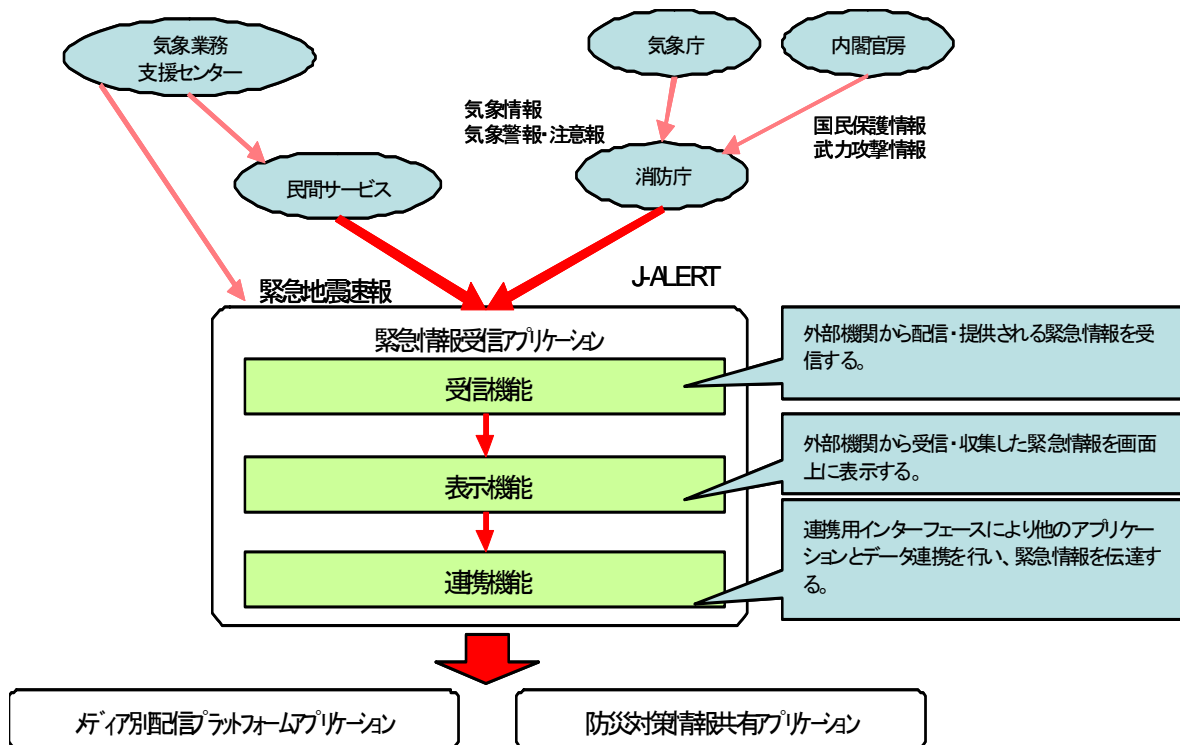 気象業務
支援センター
気象庁
内閣官房
気象情報
気象警報・注意報
国民保護情報
武力攻撃情報
民間サービス
消防庁
緊急地震速報
J-ALERT
緊急情報受信アプリケーション
受信機能
外部機関から配信・提供される緊急情報を受
信する。
表示機能
外部機関から受信・収集した緊急情報を画面
上に表示する。
連携機能
連携用インターフェースにより他のアプリケー
ションとデータ連携を行い、緊急情報を伝達す
る。
メディア別配信プラットフォームアプリケーション
防災対策情報共有アプリケーション